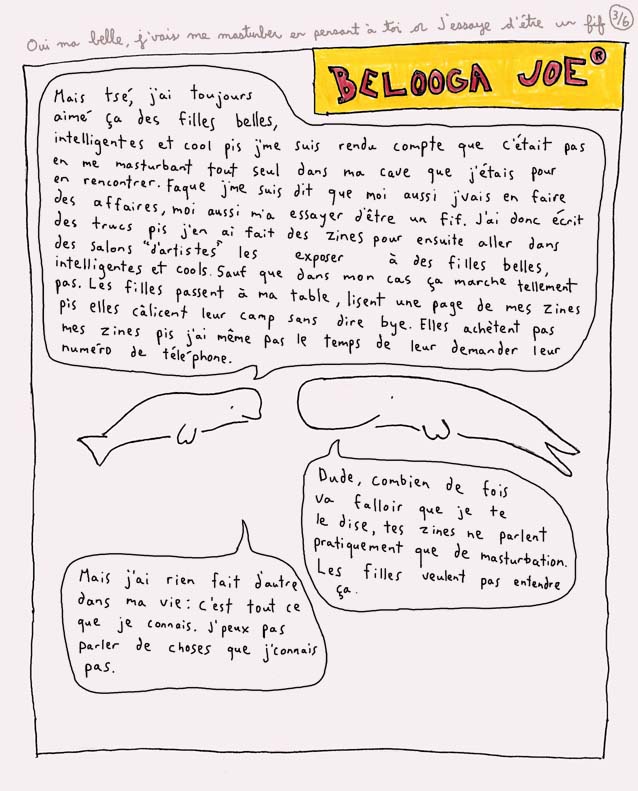 Oui ma belle, j'vais me masturber en pensant à toi or j'essaye d'être un fif
3/6
BELOOGA JOE®
Mais tsé, j'ai toujours
aimé ça des filles belles,
intelligentes et cool pis j'me suis rendu compte que c'était pas
en me masturbant tout seul dans ma cave que j'étais pour
en rencontrer. Faque j'me suis dit que moi aussi j'vais en faire
des affaires, moi aussi m'a essayer d'être un fif. J'ai donc écrit
des trucs pis j'en ai fait des zines pour ensuite aller dans
des salons "d'artistes" les exposer à des filles belles,
intelligentes et cools. Sauf que dans mon cas ça marche tellement
pas. Les filles passent à ma table, lisent une page de mes zines
pis elles câlicent leur camp sans dire bye. Elles achètent pas
mes zines pis j'ai même pas le temps de leur demander leur
numéro de téléphone.
Dude, combien de fois
va falloir que je te
le dise, tes zines ne parlent
pratiquement que de masturbation.
Les filles veulent pas entendre
ça.
Mais j'ai rien fait d'autre
dans ma vie: c'est tout ce
que je connais. J'peux pas
parler de choses que j'connais
pas.